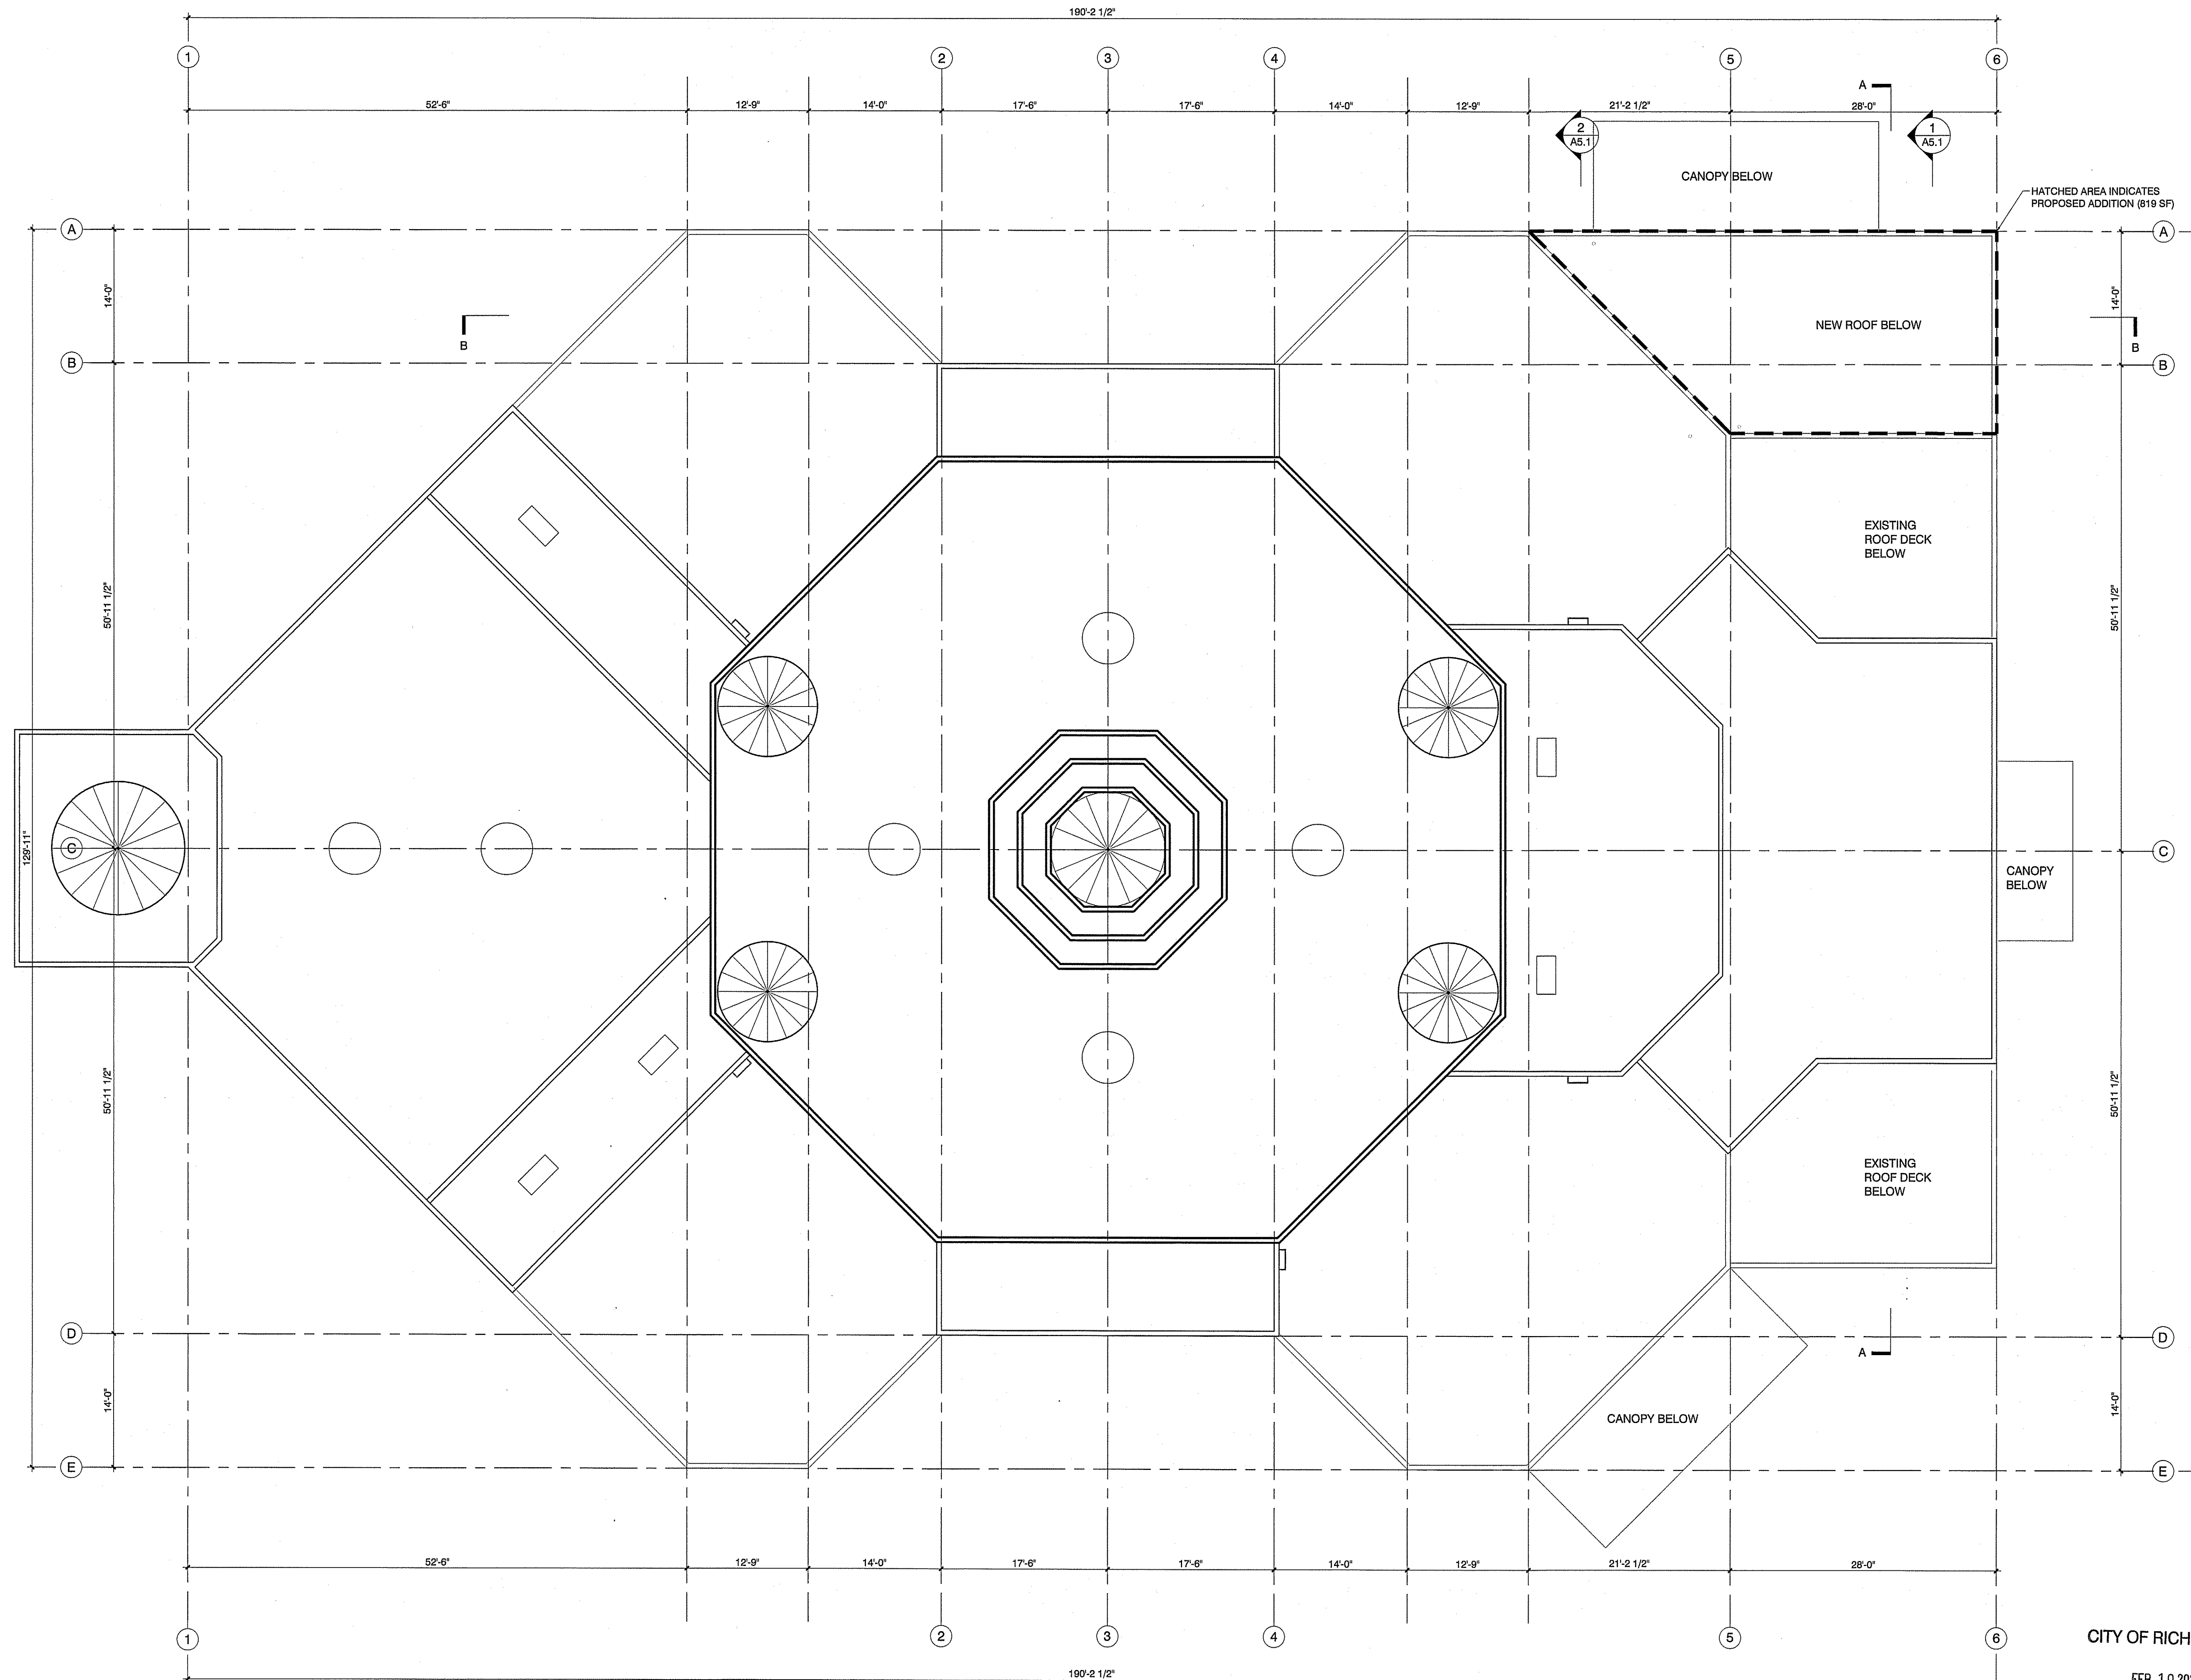 190'-2 1/2"
1
2
3
4
5
6
52'-6"
12'-9"
14'-0"
17'-6"
17'-6"
14'-0"
12'-9"
21'-2 1/2"
28'-0"
A
2
A5.1
1
A5.1
CANOPY BELOW
HATCHED AREA INDICATES
PROPOSED ADDITION (819 SF)
A
A
14'-0"
14'-0"
B
NEW ROOF BELOW
B
B
B
EXISTING
ROOF DECK
BELOW
50'-11 1/2"
50'-11 1/2"
129'-11"
C
C
CANOPY
BELOW
50'-11 1/2"
50'-11 1/2"
EXISTING
ROOF DECK
BELOW
D
D
A
14'-0"
14'-0"
CANOPY BELOW
E
E
52'-6"
12'-9"
14'-0"
17'-6"
17'-6"
14'-0"
12'-9"
21'-2 1/2"
28'-0"
1
2
3
4
5
6
CITY OF RICH
190'-2 1/2"
FEB 10 20